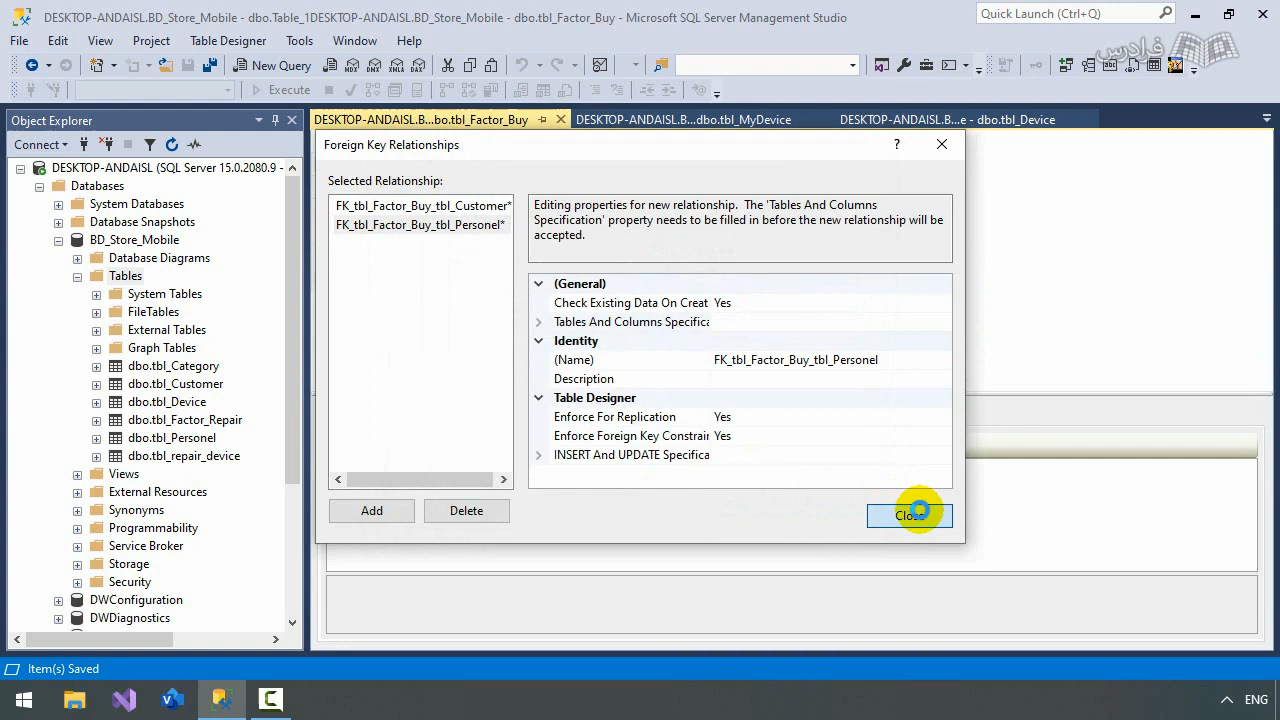 DESKTOP-ANDAISL.BD_Store_Mobile - dbo.Table_1DESKTOP-ANDAISL.BD_Store_Mobile - dbo.tbl_Factor_Buy - Microsoft SQL Server Management Studio
Quick Launch (Ctrl+Q)
File Edit View Project Table Designer Tools Window Help
فرادرس
New Query
Execute
Object Explorer
DESKTOP-ANDAISL.B...bo.tbl_Factor_Buy
DESKTOP-ANDAISL.B...dbo.tbl_MyDevice
DESKTOP-ANDAISL.B...e - dbo.tbl_Device
Connect
DESKTOP-ANDAISL (SQL Server 15.0.2080.9 -
Databases
System Databases
Database Snapshots
BD_Store_Mobile
Database Diagrams
Tables
System Tables
FileTables
External Tables
Graph Tables
dbo.tbl_Category
dbo.tbl_Customer
dbo.tbl_Device
dbo.tbl_Factor_Repair
dbo.tbl_Personel
dbo.tbl_repair_device
Views
External Resources
Synonyms
Programmability
Service Broker
Storage
Security
DWConfiguration
DWDiagnostics
Foreign Key Relationships
Selected Relationship:
FK_tbl_Factor_Buy_tbl_Customer*
FK_tbl_Factor_Buy_tbl_Personel*
Editing properties for new relationship. The 'Tables And Columns
Specification' property needs to be filled in before the new relationship will be
accepted.
(General)
Check Existing Data On Creat Yes
Tables And Columns Specifica
Identity
(Name) FK_tbl_Factor_Buy_tbl_Personel
Description
Table Designer
Enforce For Replication Yes
Enforce Foreign Key Constrain Yes
INSERT And UPDATE Specifica
Add
Delete
Close
Item(s) Saved
ENG